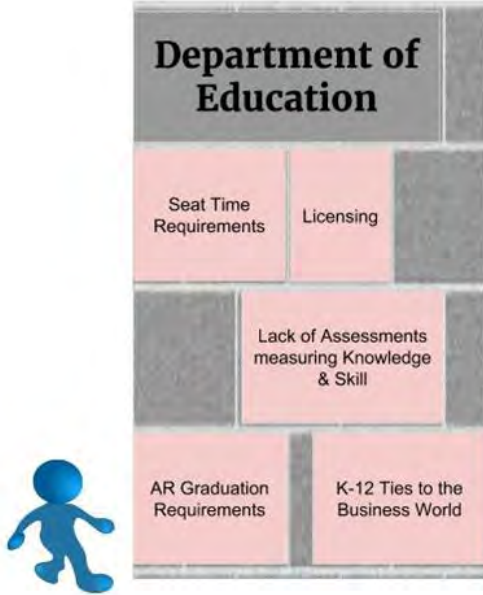 Department of
Education
Seat Time
Requirements
Licensing
Lack of Assessments
measuring Knowledge
& Skill
AR Graduation
Requirements
K-12 Ties to the
Business World